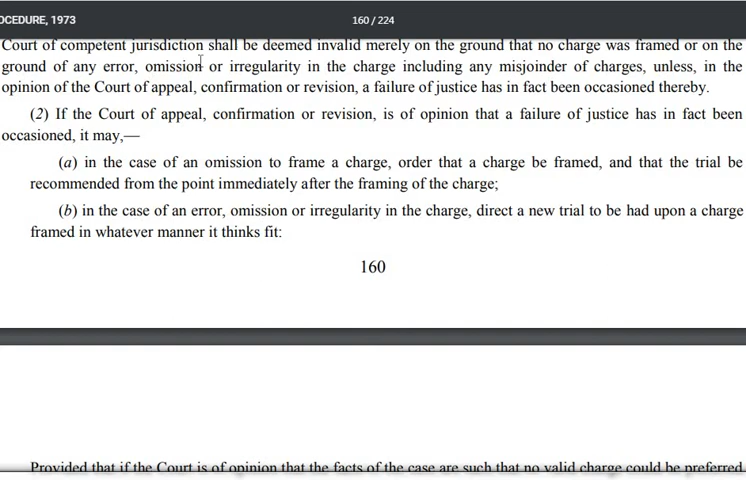 OCEDURE, 1973 160 / 224
Court of competent jurisdiction shall be deemed invalid merely on the ground that no charge was framed or on the
ground of any error, omission or irregularity in the charge including any misjoinder of charges, unless, in the
opinion of the Court of appeal, confirmation or revision, a failure of justice has in fact been occasioned thereby.
(2) If the Court of appeal, confirmation or revision, is of opinion that a failure of justice has in fact been
occasioned, it may,—
(a) in the case of an omission to frame a charge, order that a charge be framed, and that the trial be
recommended from the point immediately after the framing of the charge;
(b) in the case of an error, omission or irregularity in the charge, direct a new trial to be had upon a charge
framed in whatever manner it thinks fit:
160
Provided that if the Court is of opinion that the facts of the case are such that no valid charge could be preferred